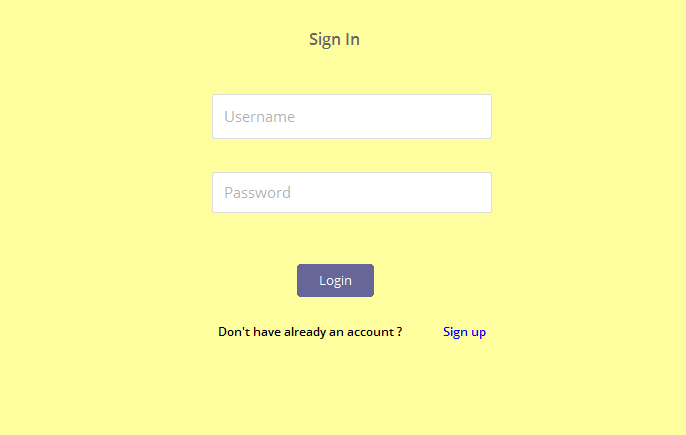 Sign In
Username
Password
Login
Don't have already an account ? Sign up